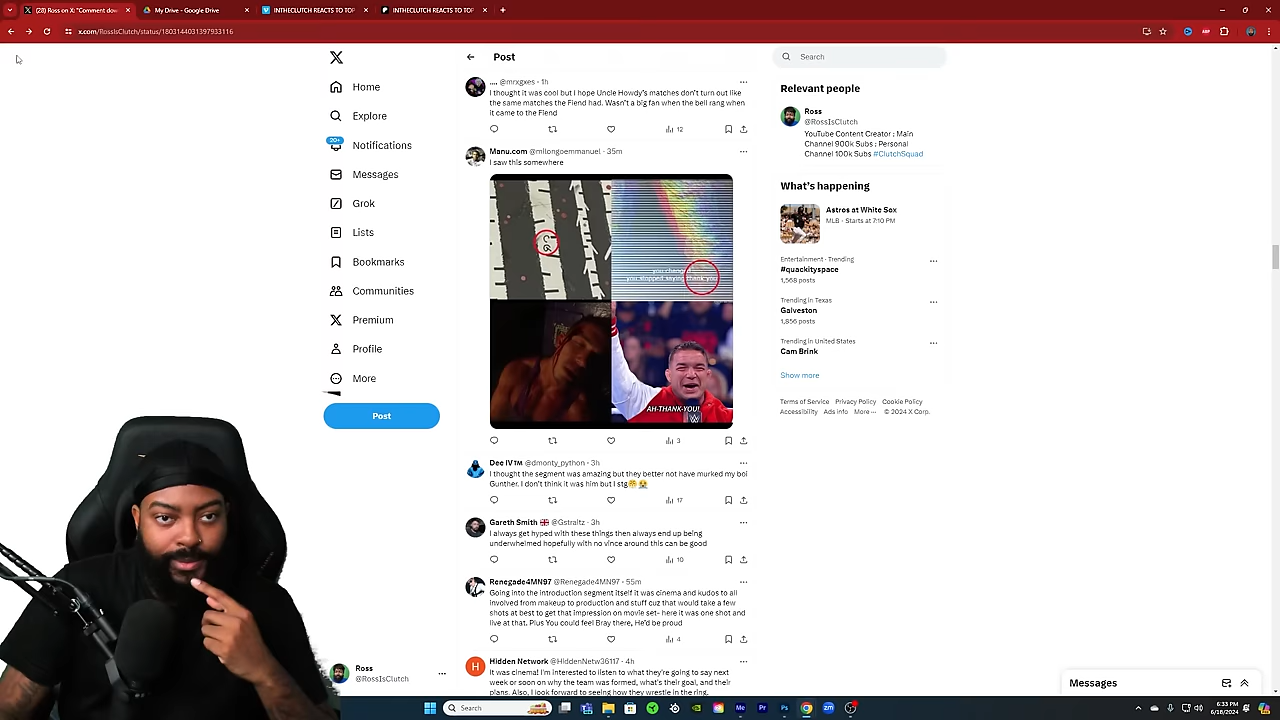 (28) Ross on X: "Comment dow
My Drive - Google Drive
INTHECLUTCH REACTS TO TOP
INTHECLUTCH REACTS TO TOP
x.com/RossIsClutch/status/1803144031397933116
Home
Explore
20+
Notifications
Messages
Grok
Lists
Bookmarks
Communities
Premium
Profile
More
Post
Ross
@RossIsClutch
Post
.... @mrxgxes · 1h
I thought it was cool but I hope Uncle Howdy's matches don't turn out like
the same matches the Fiend had. Wasn't a big fan when the bell rang when
it came to the Fiend
12
Manu.com @mllongoemmanuel · 35m
I saw this somewhere
AH-THANK-YOU!
3
Dee IV™ @dmonty_python · 3h
I thought the segment was amazing but they better not have murked my boi
Gunther. I don't think it was him but I stg😤😭
17
Gareth Smith 🇬🇧 @Gstraltz · 3h
I always get hyped with these things then always end up being
underwhelmed hopefully with no vince around this can be good
10
Renegade4MN97 @Renegade4MN97 · 55m
Going into the introduction segment itself it was cinema and kudos to all
involved from makeup to production and stuff cuz that would take a few
shots at best to get that impression on movie set- here it was one shot and
live at that. Plus You could feel Bray there, He'd be proud
4
H
Hidden Network @HiddenNetw36117 · 4h
It was cinema! I'm interested to listen to what they're going to say next
week or soon on why the team was formed, what's their goal, and their
plans. Also, I look forward to seeing how they wrestle in the ring.
Search
Relevant people
Ross
@RossIsClutch
YouTube Content Creator : Main
Channel 900k Subs : Personal
Channel 100k Subs #ClutchSquad
What's happening
Astros at White Sox
MLB · Starts at 7:10 PM
Entertainment · Trending
#quackityspace
1,568 posts
Trending in Texas
Galveston
1,856 posts
Trending in United States
Cam Brink
Show more
Terms of Service Privacy Policy Cookie Policy
Accessibility Ads info More ··· © 2024 X Corp.
Messages
Search
6:33 PM
6/18/2024